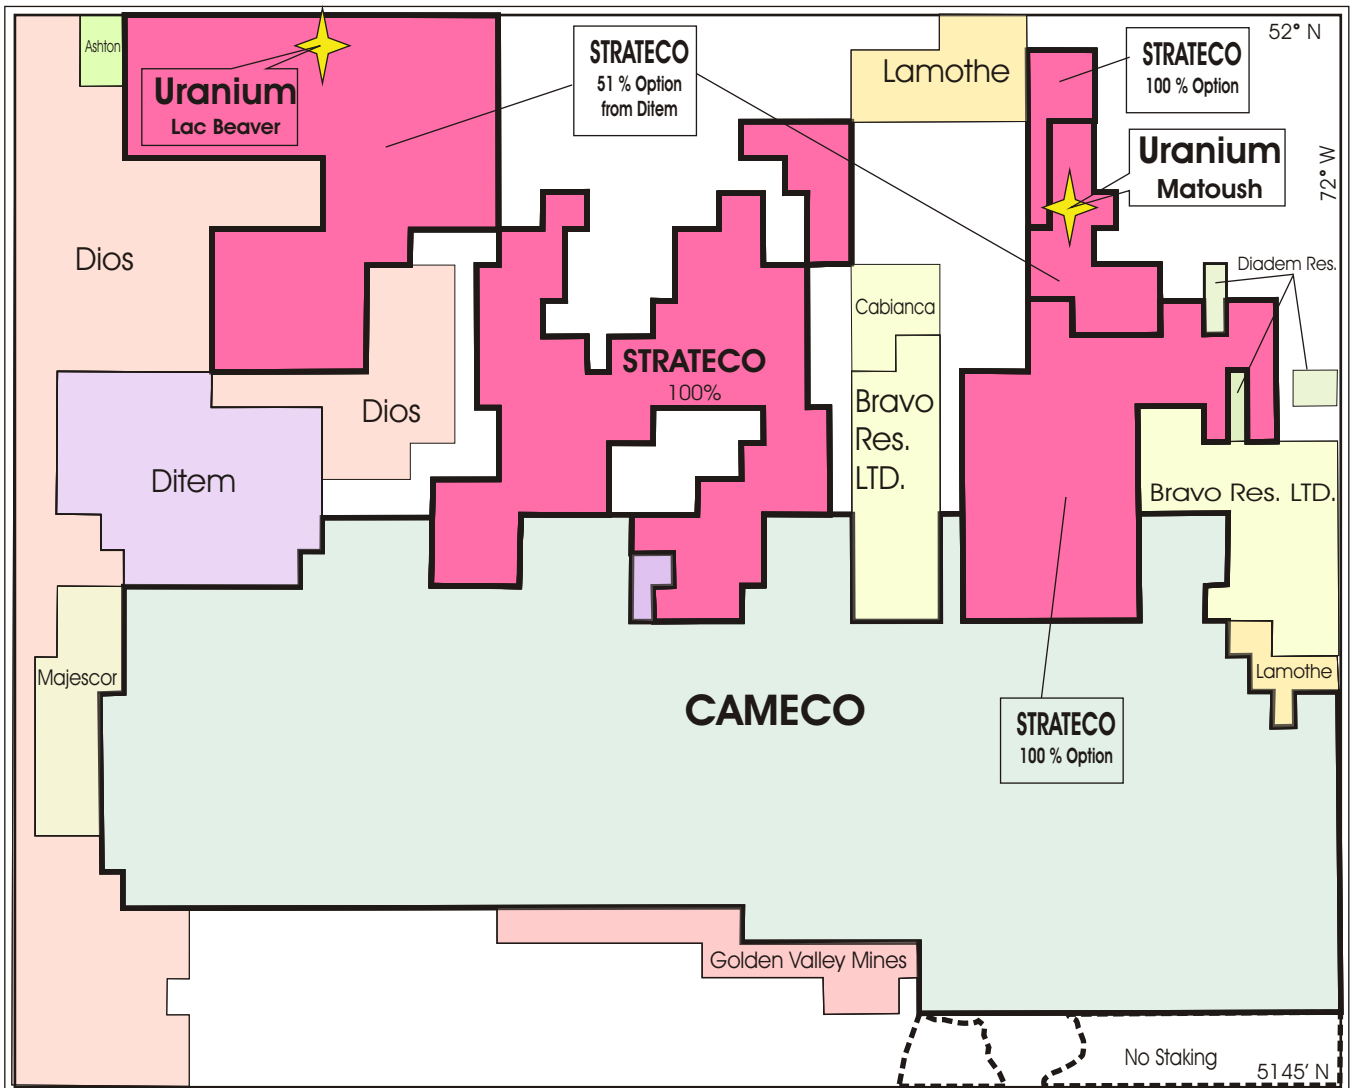 52° N
Ashton
STRATECO
51 % Option
from Ditem
Lamothe
STRATECO
100 % Option
Uranium
Lac Beaver
Uranium
Matoush
72° W
Dios
Diadem Res.
Cabianca
STRATECO
100%
Dios
Bravo
Res.
LTD.
Ditem
Bravo Res. LTD.
Majescor
Lamothe
CAMECO
STRATECO
100 % Option
Golden Valley Mines
No Staking
5145' N